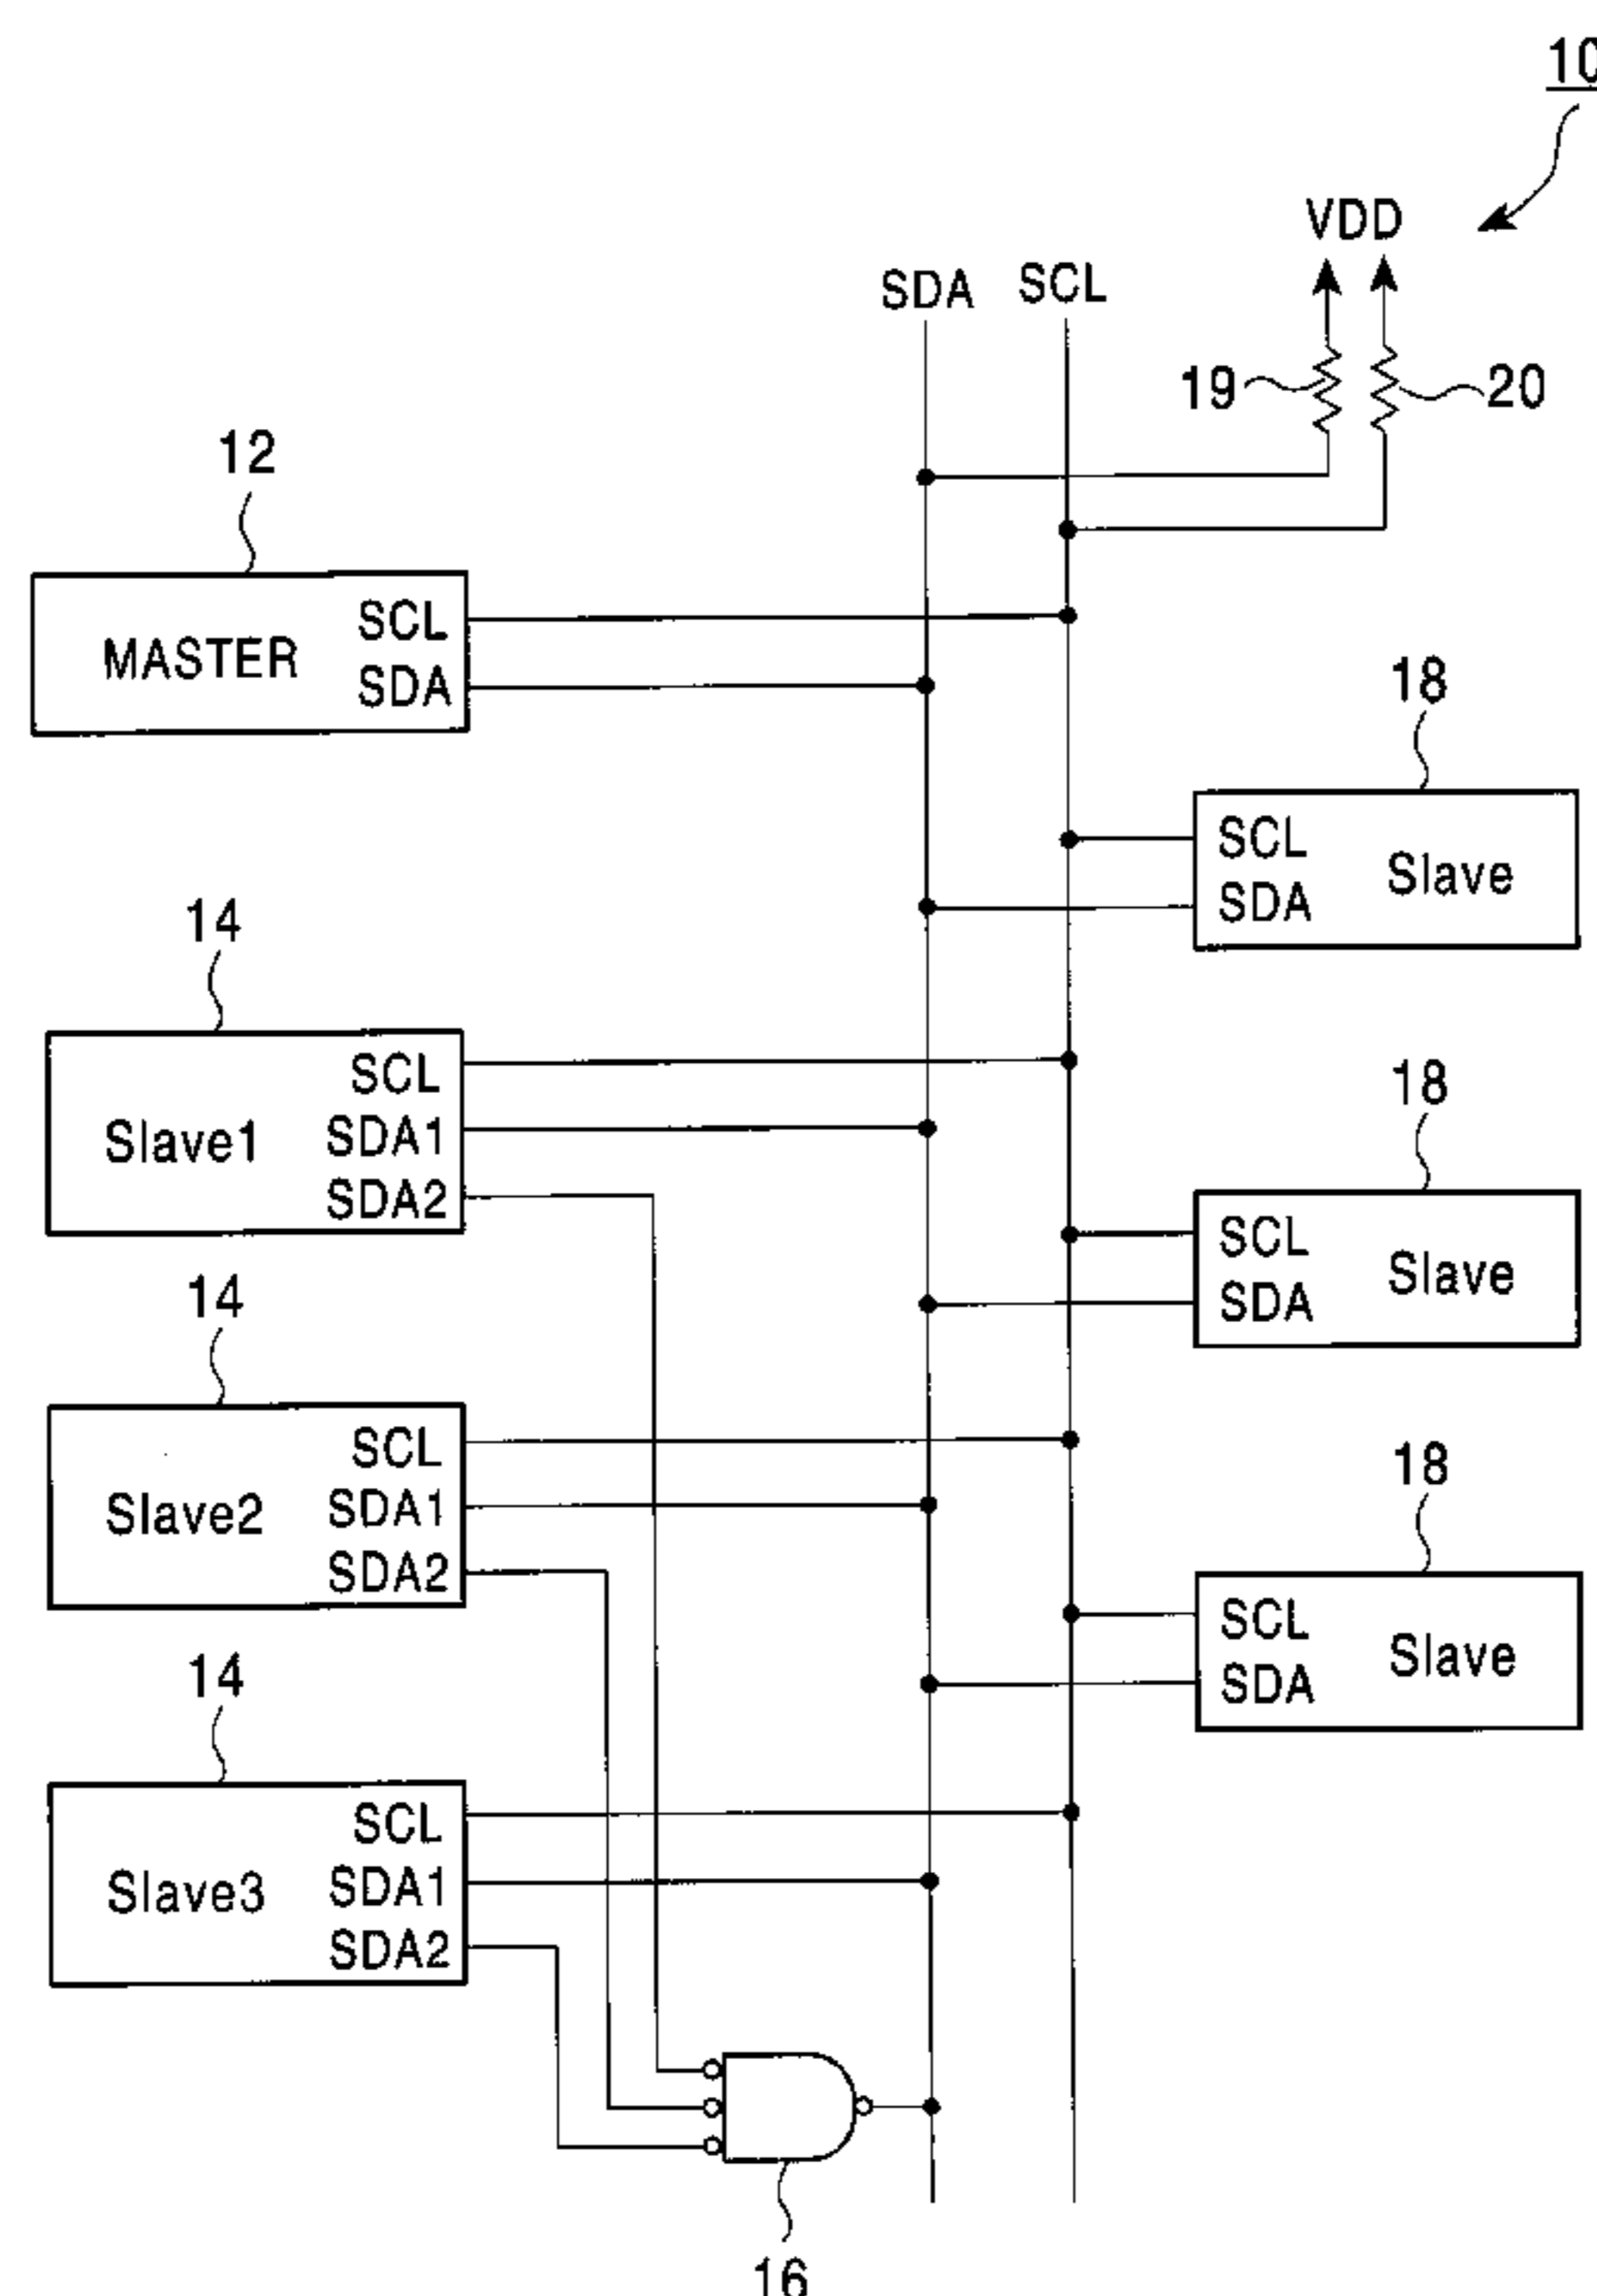 10
VDD
SDA SCL
19
20
12
MASTER
SCL
SDA
18
SCL
SDA
Slave
14
Slave1
SCL
SDA1
SDA2
18
SCL
SDA
Slave
14
Slave2
SCL
SDA1
SDA2
18
SCL
SDA
Slave
14
Slave3
SCL
SDA1
SDA2
16